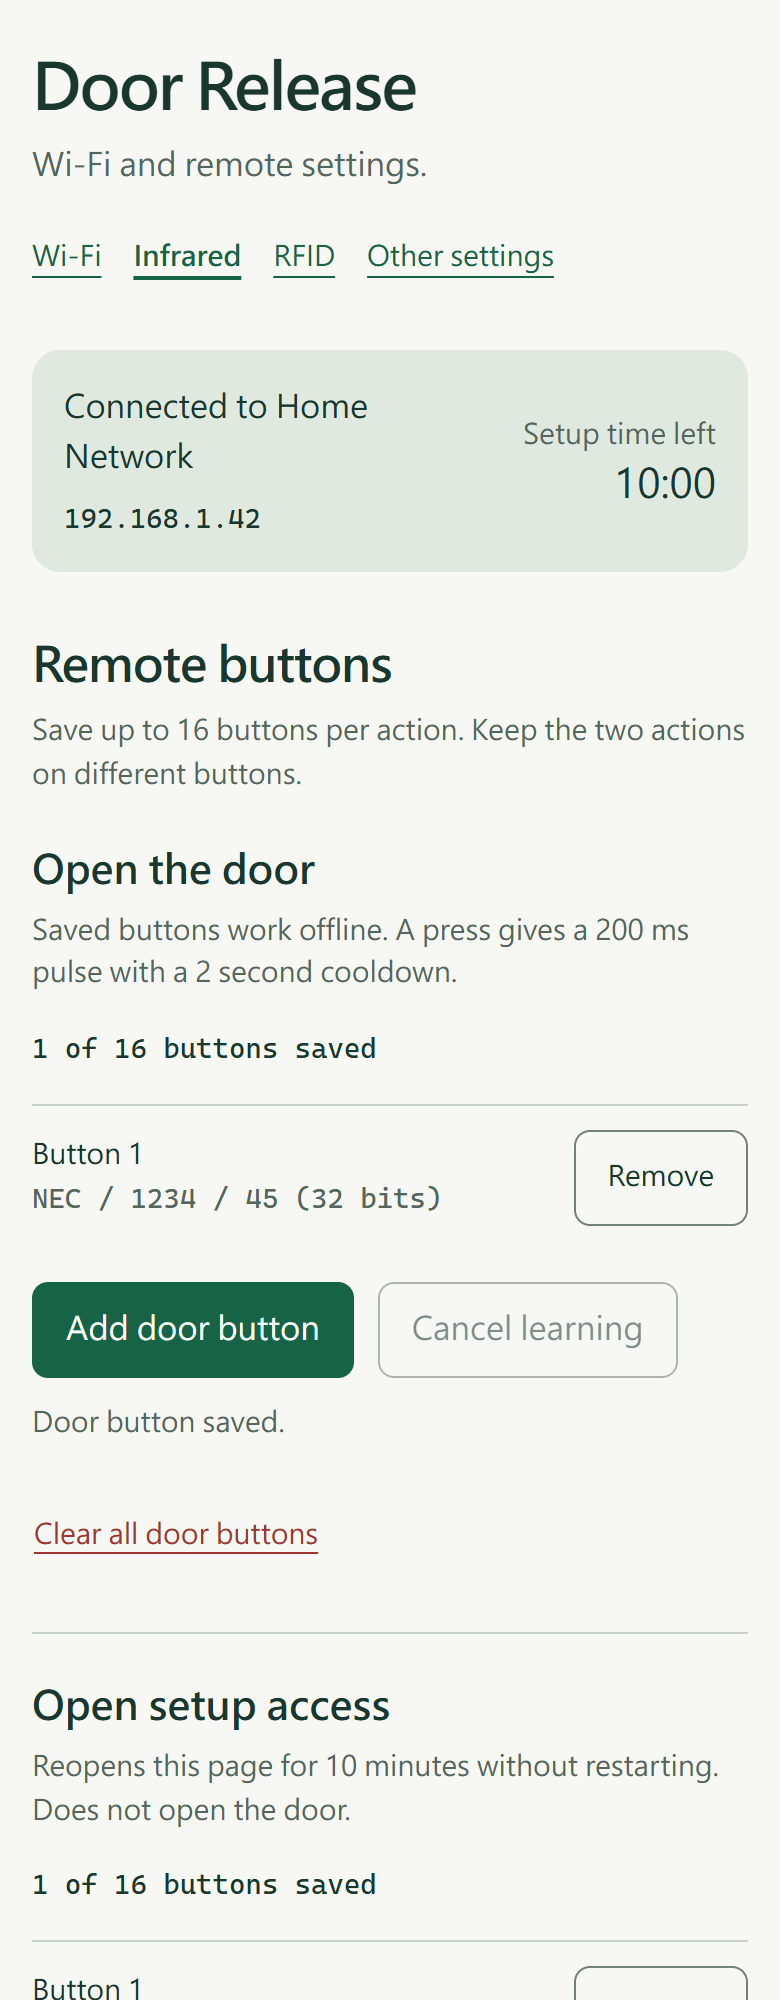 Door Release
Wi-Fi and remote settings.
Wi-Fi Infrared RFID Other settings
Connected to Home
Network
192.168.1.42
Setup time left
10:00
Remote buttons
Save up to 16 buttons per action. Keep the two actions
on different buttons.
Open the door
Saved buttons work offline. A press gives a 200 ms
pulse with a 2 second cooldown.
1 of 16 buttons saved
Button 1
NEC / 1234 / 45 (32 bits)
Remove
Add door button
Cancel learning
Door button saved.
Clear all door buttons
Open setup access
Reopens this page for 10 minutes without restarting.
Does not open the door.
1 of 16 buttons saved
Button 1